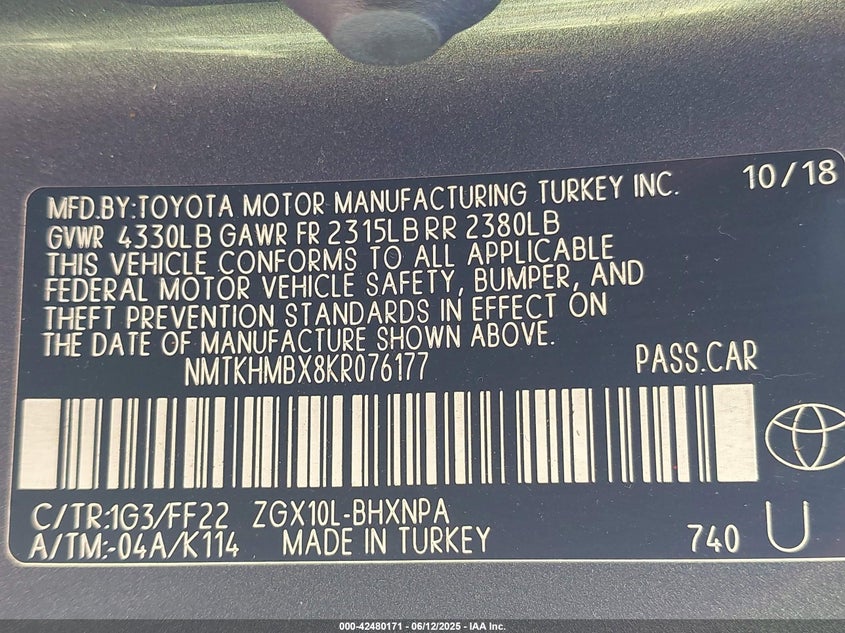 MFD.BY:TOYOTA MOTOR MANUFACTURING TURKEY INC. 10/18
GVWR 4330LB GAWR FR 2315LB RR 2380LB
THIS VEHICLE CONFORMS TO ALL APPLICABLE
FEDERAL MOTOR VEHICLE SAFETY, BUMPER, AND
THEFT PREVENTION STANDARDS IN EFFECT ON
THE DATE OF MANUFACTURE SHOWN ABOVE.
NMTKHMBX8KR076177 PASS.CAR
C/TR:1G3/FF22 ZGX10L-BHXNPA
A/TM:-04A/K114 MADE IN TURKEY 740 U
000-42480171 - 06/12/2025 - IAA Inc.